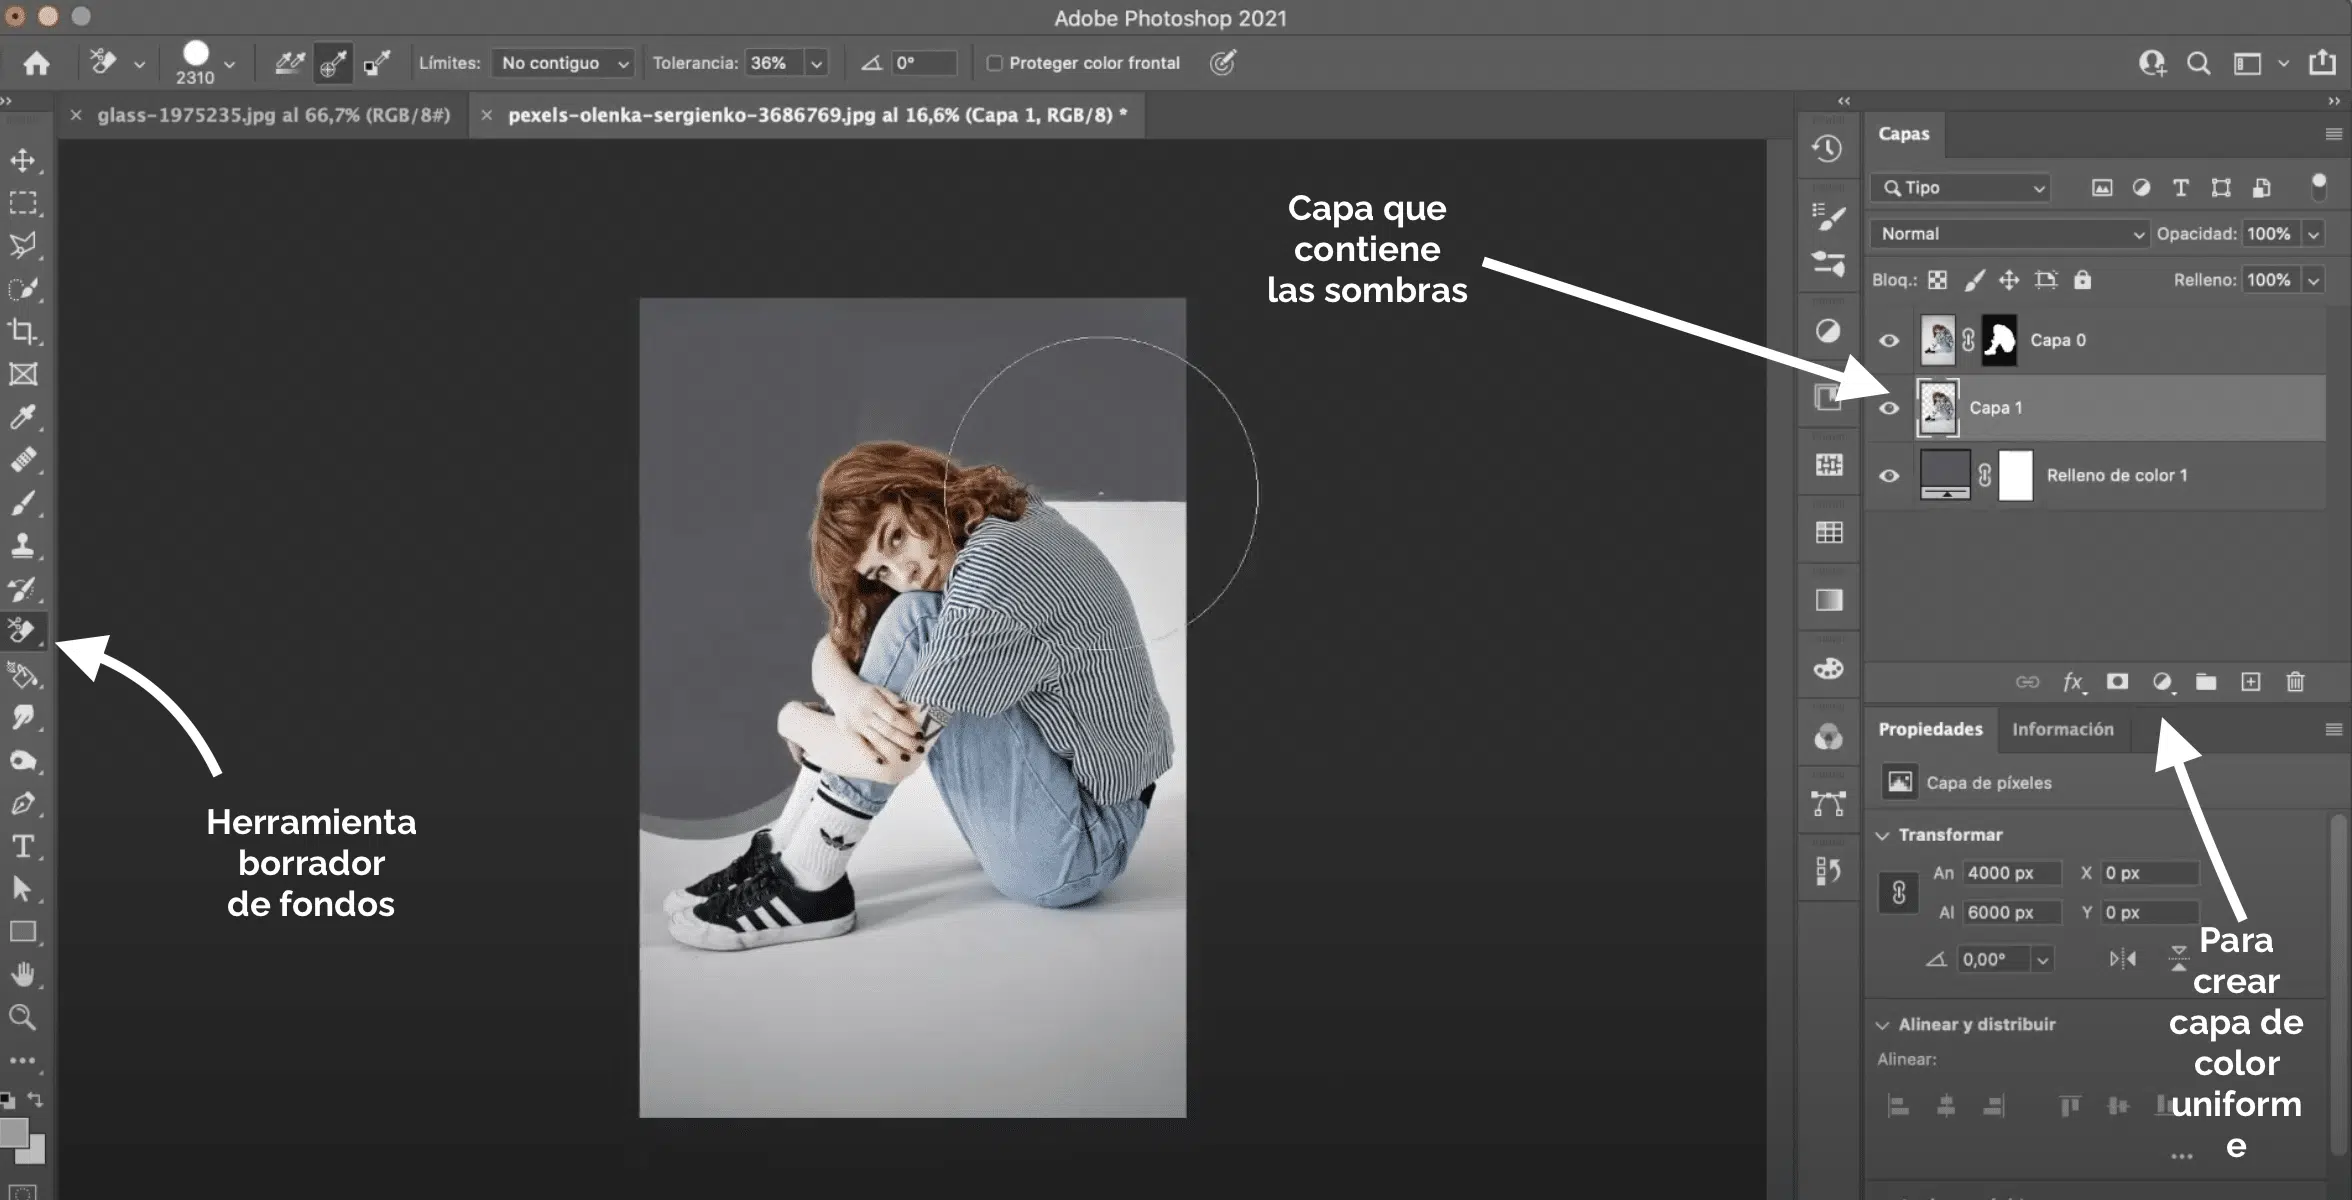 Adobe Photoshop 2021
2310
Límites: No contiguo Tolerancia: 36% 0° Proteger color frontal
glass-1975235.jpg al 66,7% (RGB/8#)
pexels-olenka-sergienko-3686769.jpg al 16,6% (Capa 1, RGB/8) *
Capa que
contiene
las sombras
Herramienta
borrador
de fondos
Capas
Tipo
Normal Opacidad: 100%
Bloq.: Relleno: 100%
Capa 0
Capa 1
Relleno de color 1
fx
Propiedades Información
Capa de píxeles
Transformar
An 4000 px X 0 px
Al 6000 px Y 0 px
0,00°
Alinear y distribuir
Alinear:
Para
crear
capa de
color
uniform
e